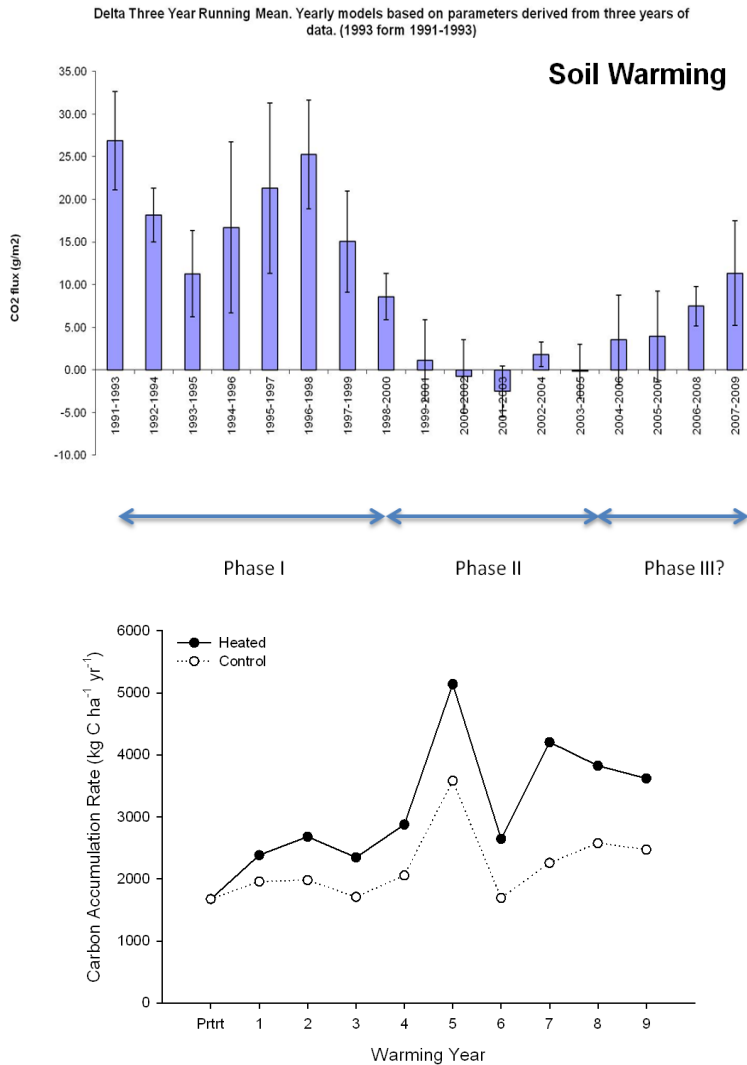 Delta Three Year Running Mean. Yearly models based on parameters derived from three years of
data. (1993 form 1991-1993)
Soil Warming
35.00
30.00
25.00
20.00
15.00
10.00
5.00
0.00
-5.00
-10.00
CO2 flux (g/m2)
1991-1993
1992-1994
1993-1995
1994-1996
1995-1997
1996-1998
1997-1999
1998-2000
1999-2001
2000-2002
2001-2003
2002-2004
2003-2005
2004-2006
2005-2007
2006-2008
2007-2009
Phase I
Phase II
Phase III?
Heated
Control
6000
5000
4000
3000
2000
1000
0
Carbon Accumulation Rate (kg C ha⁻¹ yr⁻¹)
Prtrt 1 2 3 4 5 6 7 8 9
Warming Year